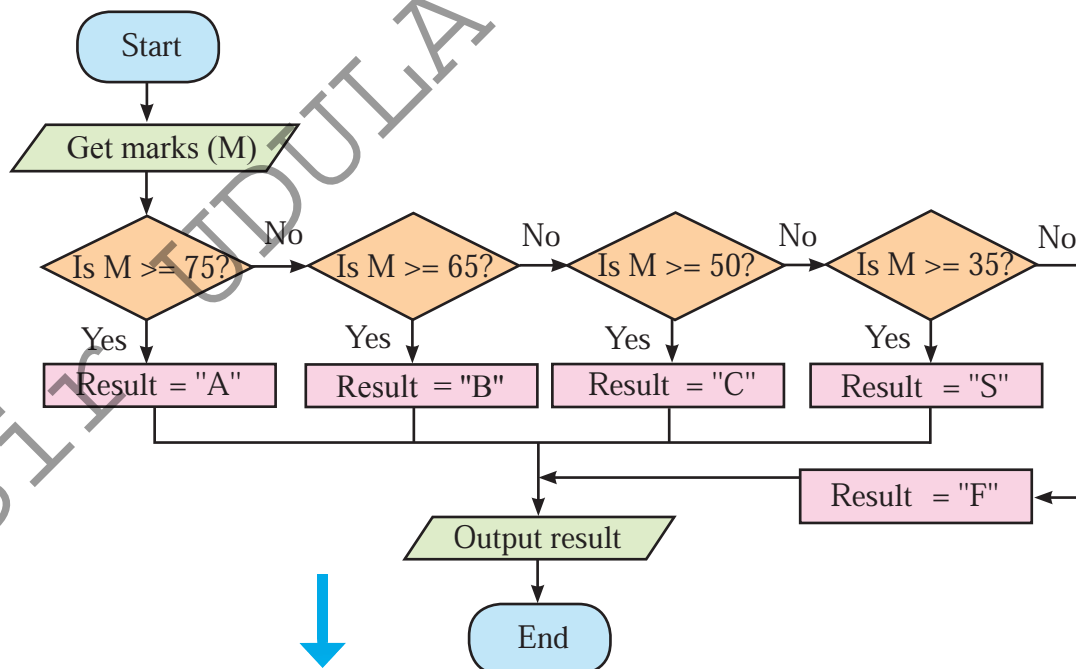 Start
Get marks (M)
Is M >= 75?
No
Is M >= 65?
No
Is M >= 50?
No
Is M >= 35?
No
Yes
Yes
Yes
Yes
Result = "A"
Result = "B"
Result = "C"
Result = "S"
Result = "F"
Output result
End
UDULA